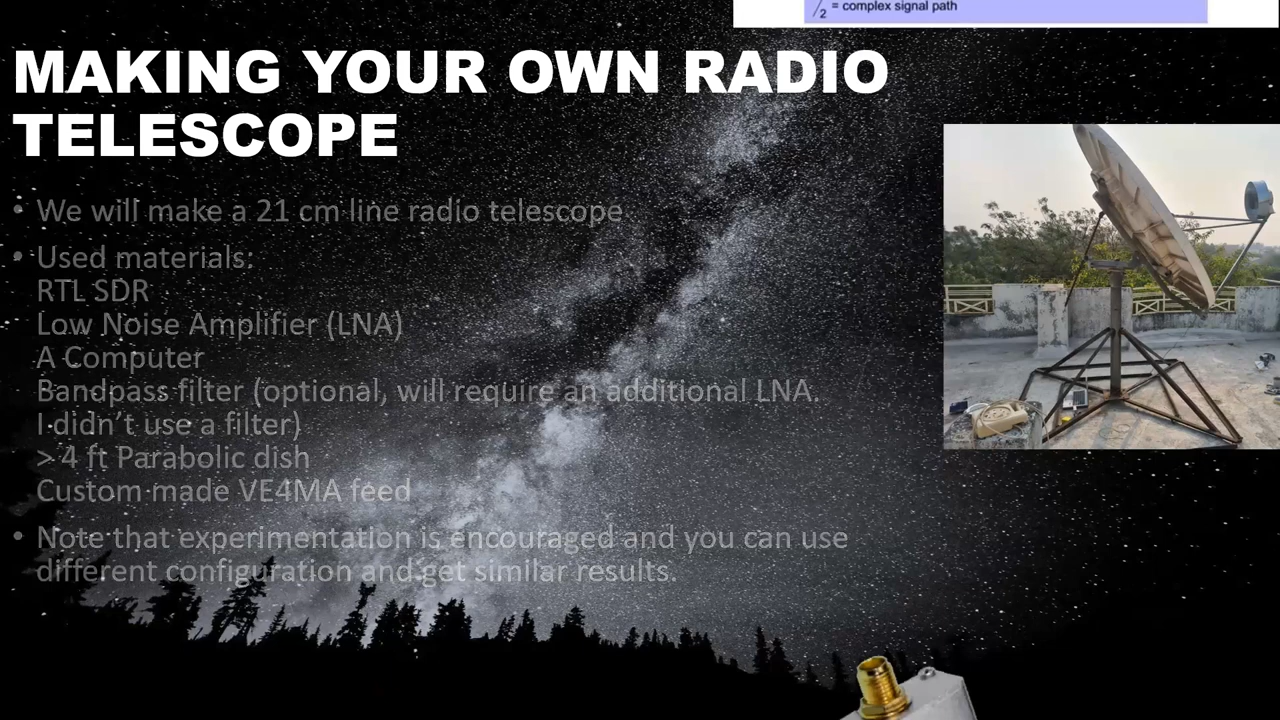 /2 = complex signal path
MAKING YOUR OWN RADIO
TELESCOPE
• We will make a 21 cm line radio telescope
• Used materials:
RTL SDR
Low Noise Amplifier (LNA)
A Computer
Bandpass filter (optional, will require an additional LNA.
I didn’t use a filter)
> 4 ft Parabolic dish
Custom made VE4MA feed
• Note that experimentation is encouraged and you can use
different configuration and get similar results.